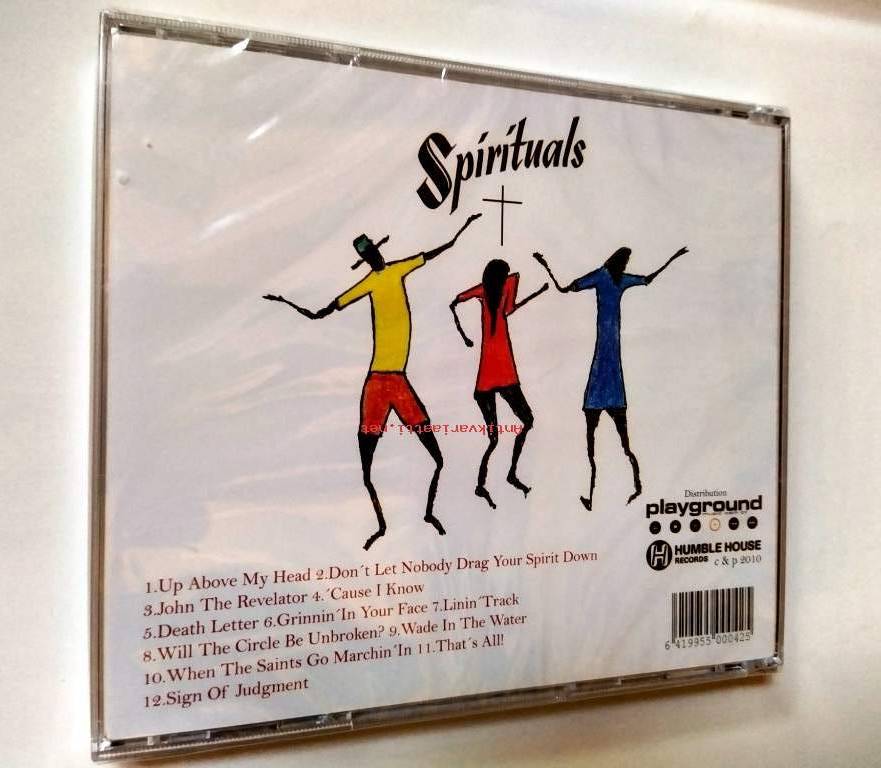 Spirituals
Antikvariaatti.net
Distribution
playground
HUMBLE HOUSE
RECORDS c & p 2010
1.Up Above My Head 2.Don´t Let Nobody Drag Your Spirit Down
3.John The Revelator 4.´Cause I Know
5.Death Letter 6.Grinnin´In Your Face 7.Linin´Track
8.Will The Circle Be Unbroken? 9.Wade In The Water
10.When The Saints Go Marchin´In 11.That´s All!
12.Sign Of Judgment
6 419955 000425